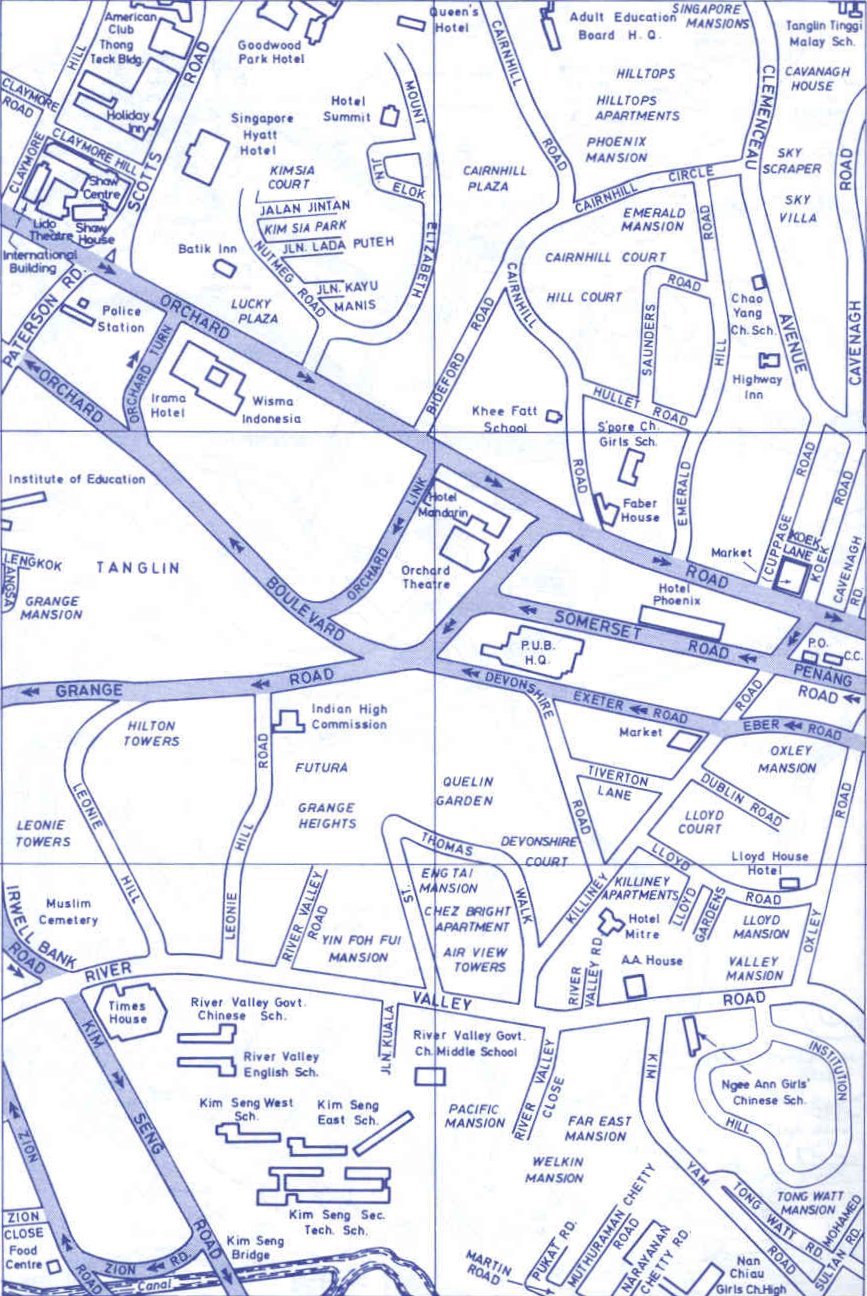 American
Club
Thong
Teck Bldg.
HILL
ROAD
Goodwood
Park Hotel
Queen's
Hotel
CAIRNHILL
Adult Education
Board H. Q.
SINGAPORE
MANSIONS
Tanglin Tinggi
Malay Sch.
CLAYMORE
ROAD
Holiday
Inn
SCOTTS
Singapore
Hyatt
Hotel
Hotel
Summit
MOUNT
HILLTOPS
HILLTOPS
APARTMENTS
PHOENIX
MANSION
CLEMENCEAU
CAVANAGH
HOUSE
CLAYMORE
CLAYMORE HILL
Shaw
Centre
KIMSIA
COURT
JLN.
ELOK
ELIZABETH
ROAD
CAIRNHILL
PLAZA
CAIRNHILL
CIRCLE
SKY
SCRAPER
SKY
VILLA
ROAD
Lido
Theatre
Shaw
House
International
Building
JALAN JINTAN
KIM SIA PARK
JLN. LADA PUTEH
NUTMEG ROAD
JLN. KAYU
MANIS
Batik Inn
EMERALD
MANSION
ROAD
CAIRNHILL COURT
HILL COURT
CAIRNHILL
ROAD
SAUNDERS
HILL
Chao
Yang
Ch. Sch.
AVENUE
CAVENAGH
PATERSON RD.
Police
Station
ORCHARD
LUCKY
PLAZA
ROAD
BIDEFORD
ORCHARD
ORCHARD TURN
Irama
Hotel
Wisma
Indonesia
Khee Fatt
School
HULLET ROAD
Highway
Inn
S'pore Ch.
Girls Sch.
Institute of Education
LINK
Hotel
Mandarin
ROAD
Faber
House
EMERALD
ROAD
ROAD
LENGKOK
ANGSA
GRANGE
MANSION
TANGLIN
ORCHARD
Orchard
Theatre
Market
(CUPPAGE
KOEK
LANE
KOEK
CAVENAGH
RD.
BOULEVARD
Hotel
Phoenix
ROAD
SOMERSET
ROAD
P.U.B.
H.Q.
P.O.
C.C.
PENANG
ROAD
GRANGE
ROAD
DEVONSHIRE
EXETER
ROAD
ROAD
EBER
ROAD
HILTON
TOWERS
ROAD
Indian High
Commission
Market
OXLEY
MANSION
FUTURA
GRANGE
HEIGHTS
QUELIN
GARDEN
TIVERTON
LANE
DUBLIN ROAD
ROAD
LEONIE
TOWERS
LEONIE
HILL
THOMAS
DEVONSHIRE
COURT
ROAD
LLOYD
COURT
Lloyd House
Hotel
Muslim
Cemetery
HILL
LEONIE
RIVER VALLEY
ROAD
YIN FOH FUI
MANSION
ST.
ENG TAI
MANSION
CHEZ BRIGHT
APARTMENT
AIR VIEW
TOWERS
WALK
KILLINEY
KILLINEY
APARTMENTS
LLOYD
ROAD
LLOYD
GARDENS
LLOYD
MANSION
OXLEY
Hotel
Mitre
A.A. House
VALLEY
MANSION
IRWELL BANK
ROAD
RIVER
VALLEY
RIVER
VALLEY RD
ROAD
Times
House
River Valley Govt.
Chinese Sch.
JLN. KUALA
River Valley Govt.
Ch. Middle School
KIM
River Valley
English Sch.
RIVER VALLEY
CLOSE
KIM
Ngee Ann Girls'
Chinese Sch.
INSTITUTION
HILL
SENG
Kim Seng West
Sch.
Kim Seng
East Sch.
PACIFIC
MANSION
FAR EAST
MANSION
ZION
WELKIN
MANSION
YAM
ROAD
TONG WATT RD.
TONG WATT
MANSION
MOHAMED
SULTAN RD.
ZION
CLOSE
Food
Centre
ROAD
Kim Seng Sec.
Tech. Sch.
Kim Seng
Bridge
ZION RD.
ROAD
Canal
MARTIN
ROAD
PUKAT RD.
MUTHURAMAN CHETTY
ROAD
NARAYANAN
CHETTY RD.
Nan
Chiau
Girls Ch.High